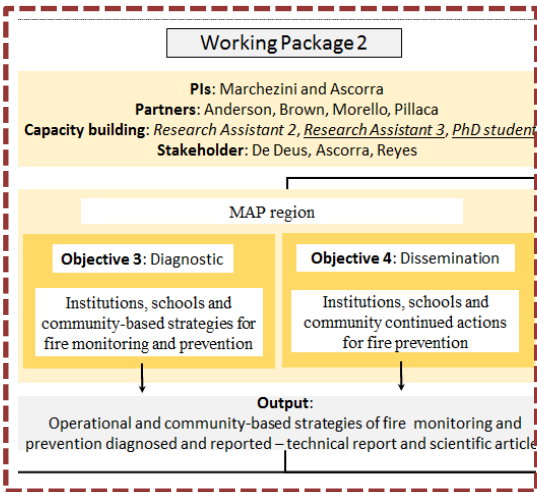 Working Package 2
PIs: Marchezini and Ascorra
Partners: Anderson, Brown, Morello, Pillaca
Capacity building: Research Assistant 2, Research Assistant 3, PhD student
Stakeholder: De Deus, Ascorra, Reyes
MAP region
Objective 3: Diagnostic
Institutions, schools and
community-based strategies for
fire monitoring and prevention
Objective 4: Dissemination
Institutions, schools and
community continued actions
for fire prevention
Output:
Operational and community-based strategies of fire monitoring and
prevention diagnosed and reported – technical report and scientific article